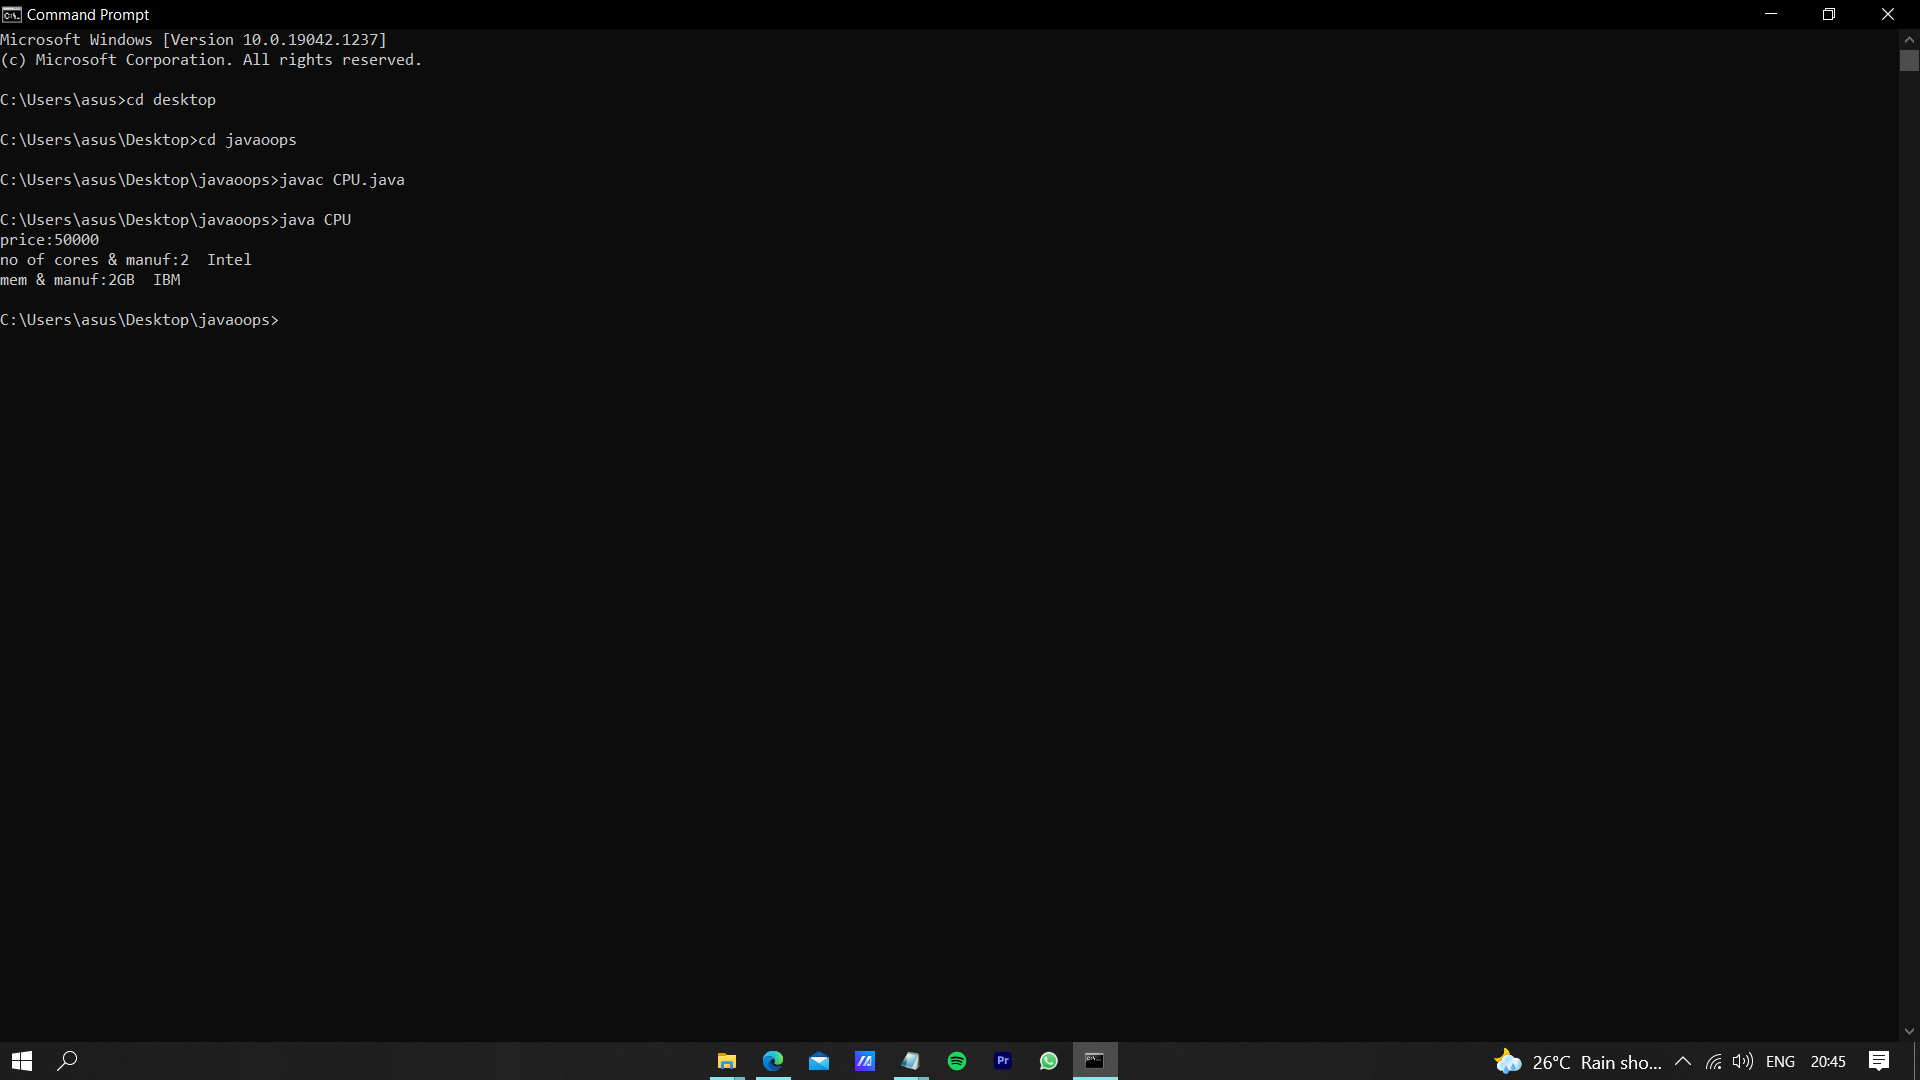 Command Prompt
Microsoft Windows [Version 10.0.19042.1237]
(c) Microsoft Corporation. All rights reserved.
C:\Users\asus>cd desktop
C:\Users\asus\Desktop>cd javaoops
C:\Users\asus\Desktop\javaoops>javac CPU.java
C:\Users\asus\Desktop\javaoops>java CPU
price:50000
no of cores & manuf:2  Intel
mem & manuf:2GB  IBM
C:\Users\asus\Desktop\javaoops>
Pr
26°C Rain sho... ENG 20:45